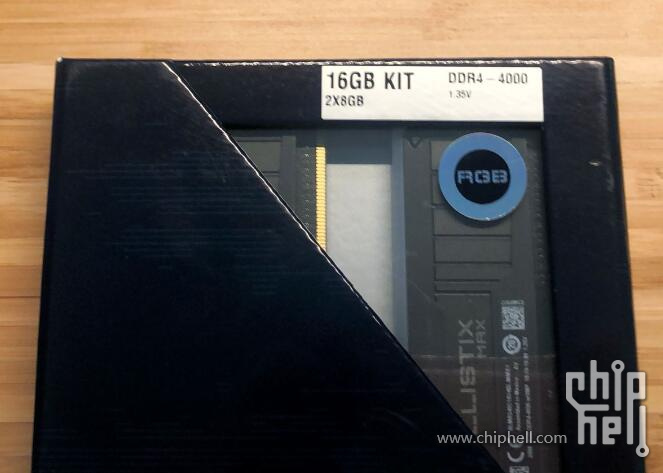 16GB KIT DDR4-4000
2X8GB 1.35V
RGB
LLISTIX
MAX
www.chiphell.com
chip
hell